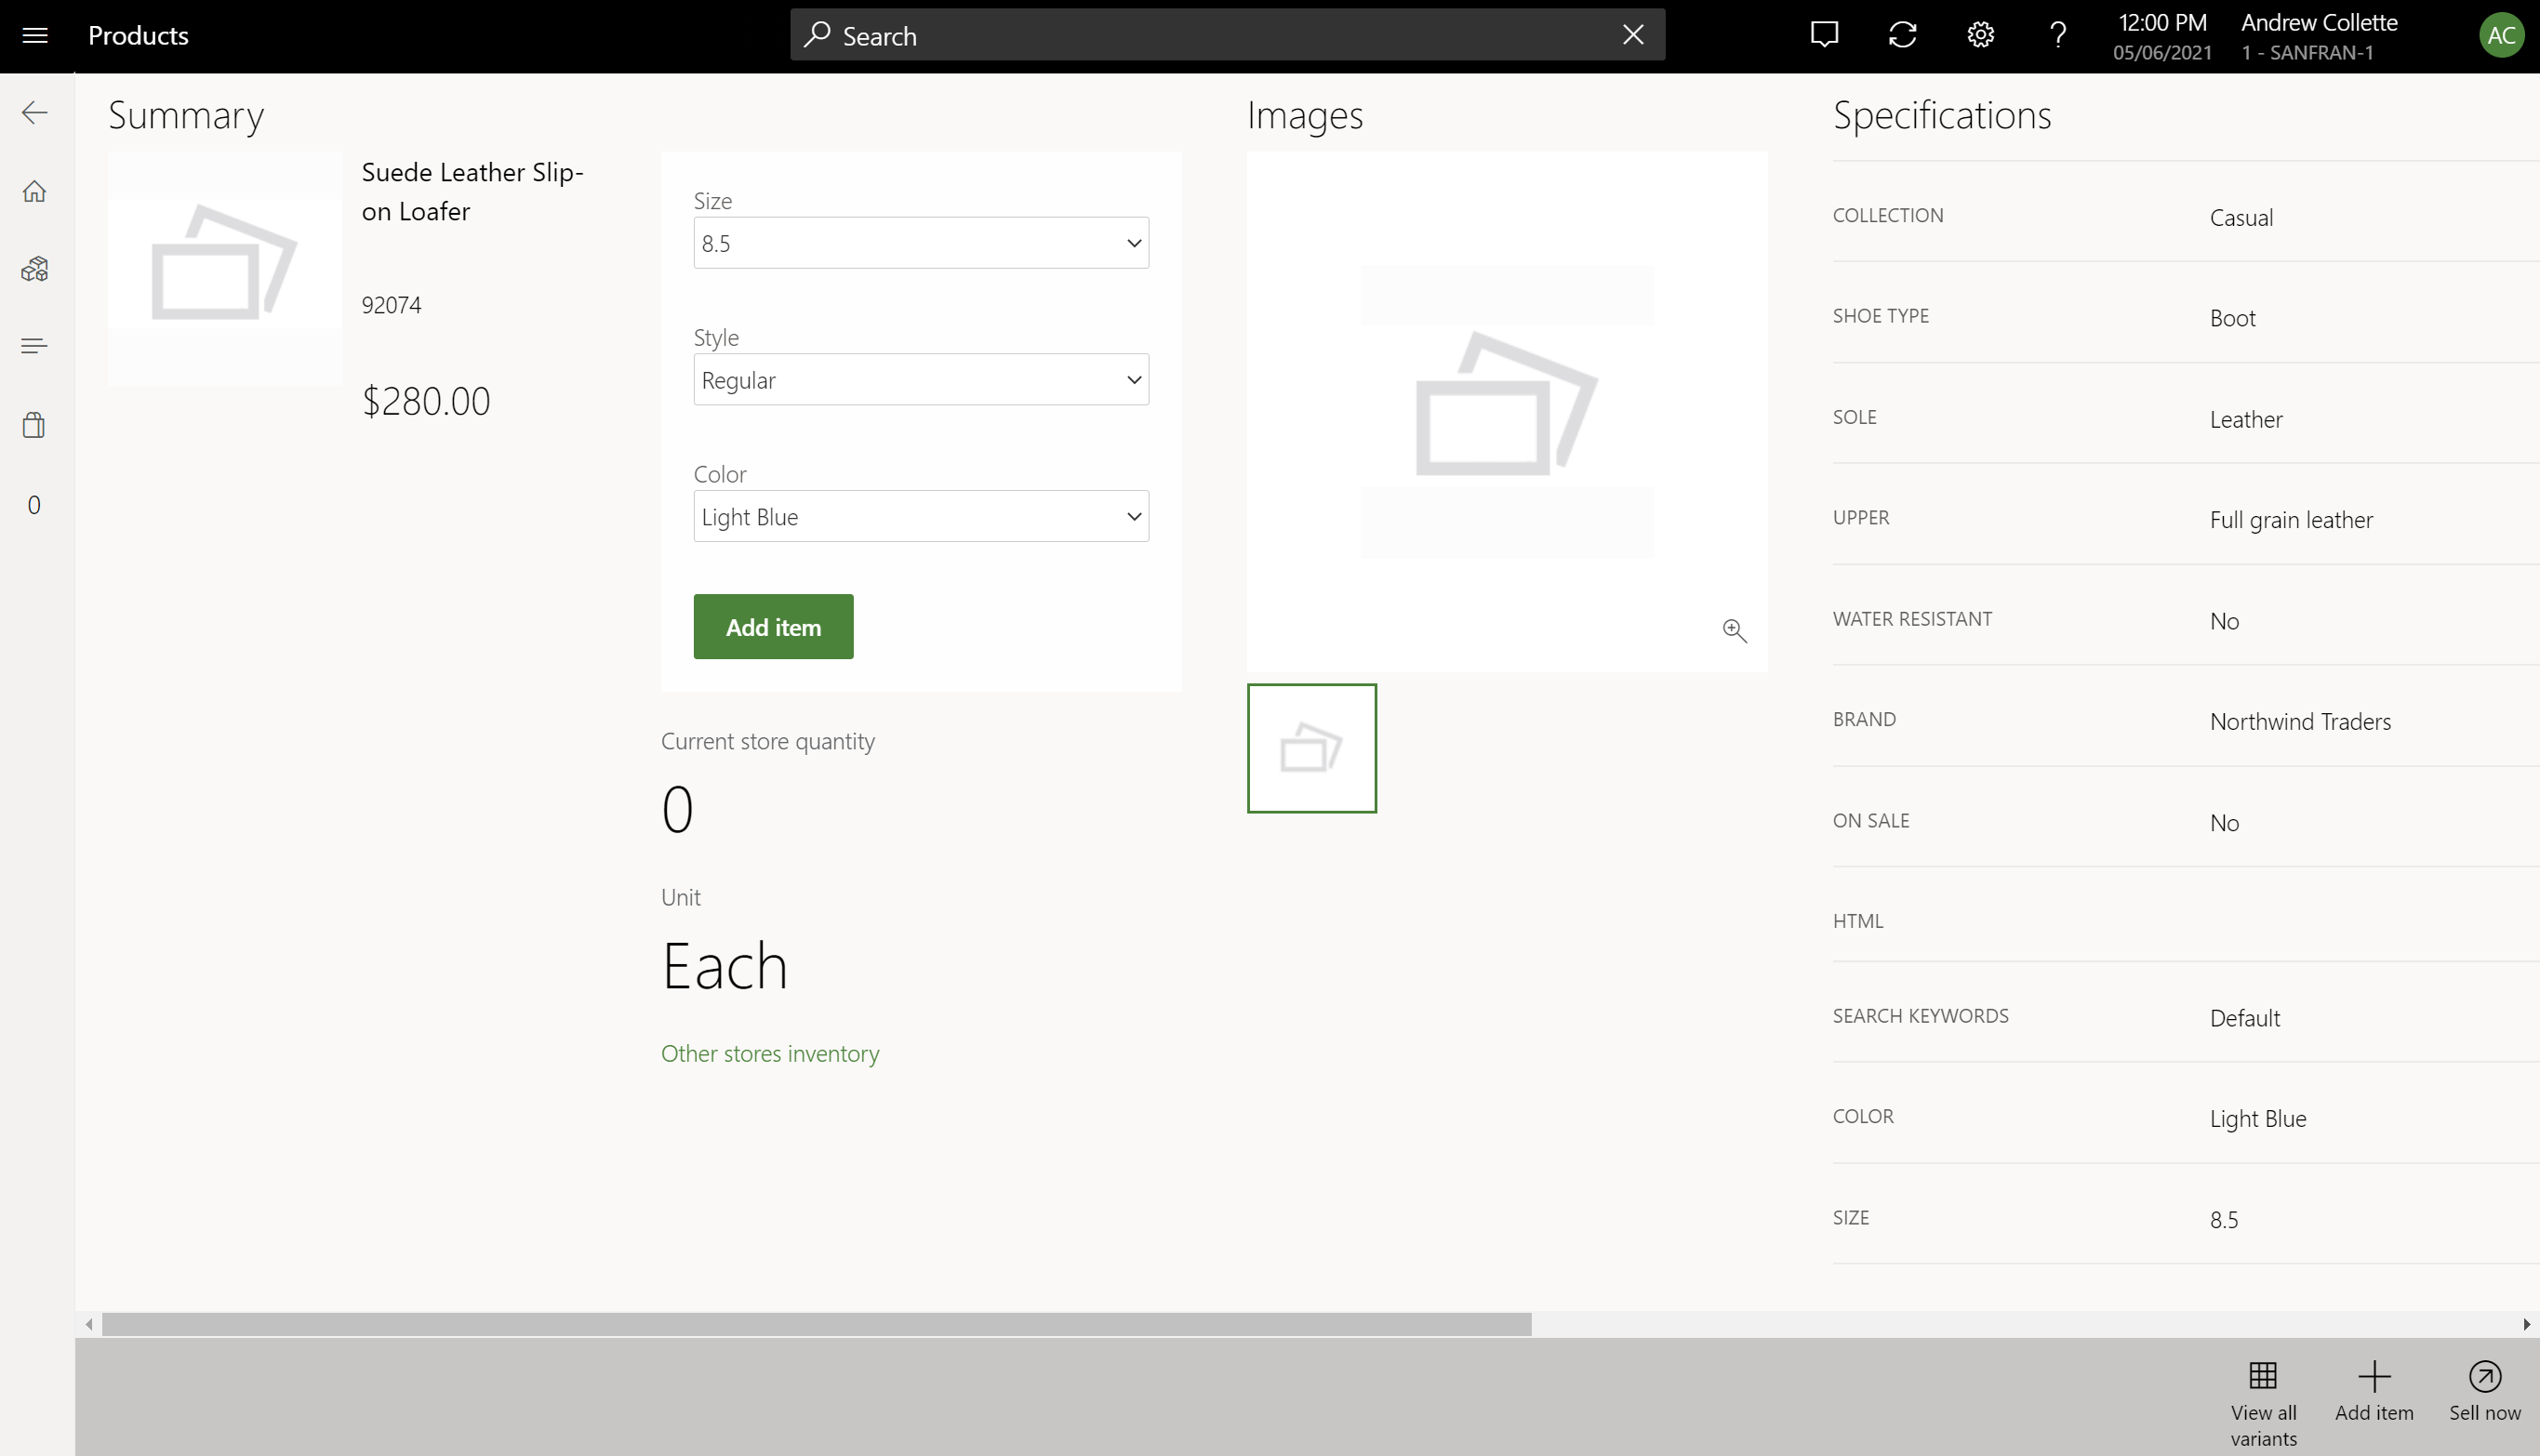 Products
Search
12:00 PM
05/06/2021
Andrew Collette
1 - SANFRAN-1
AC
0
Summary
Suede Leather Slip-
on Loafer
92074
$280.00
Size
8.5
Style
Regular
Color
Light Blue
Add item
Current store quantity
0
Unit
Each
Other stores inventory
Images
Specifications
COLLECTION Casual
SHOE TYPE Boot
SOLE Leather
UPPER Full grain leather
WATER RESISTANT No
BRAND Northwind Traders
ON SALE No
HTML
SEARCH KEYWORDS Default
COLOR Light Blue
SIZE 8.5
View all
variants
Add item
Sell now